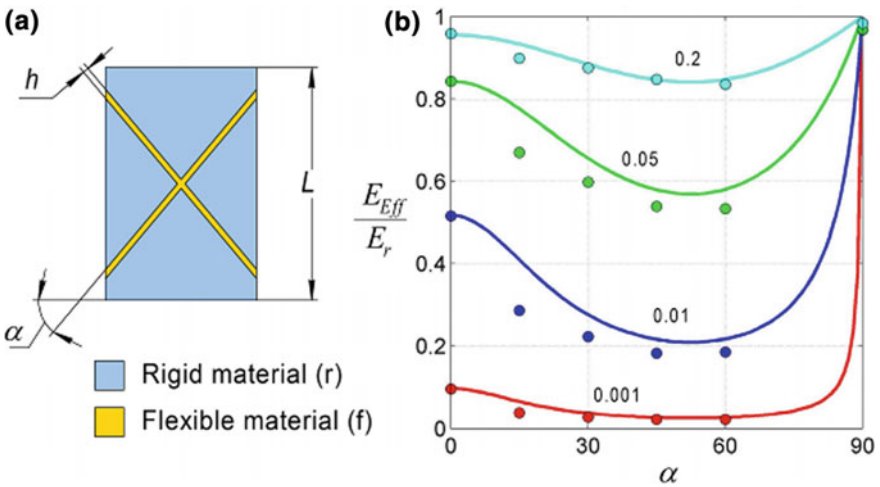 (a)
h
L
α
Rigid material (r)
Flexible material (f)
(b)
E_Eff
E_r
1
0.8
0.6
0.4
0.2
0
0.2
0.05
0.01
0.001
0 30 60 90
α